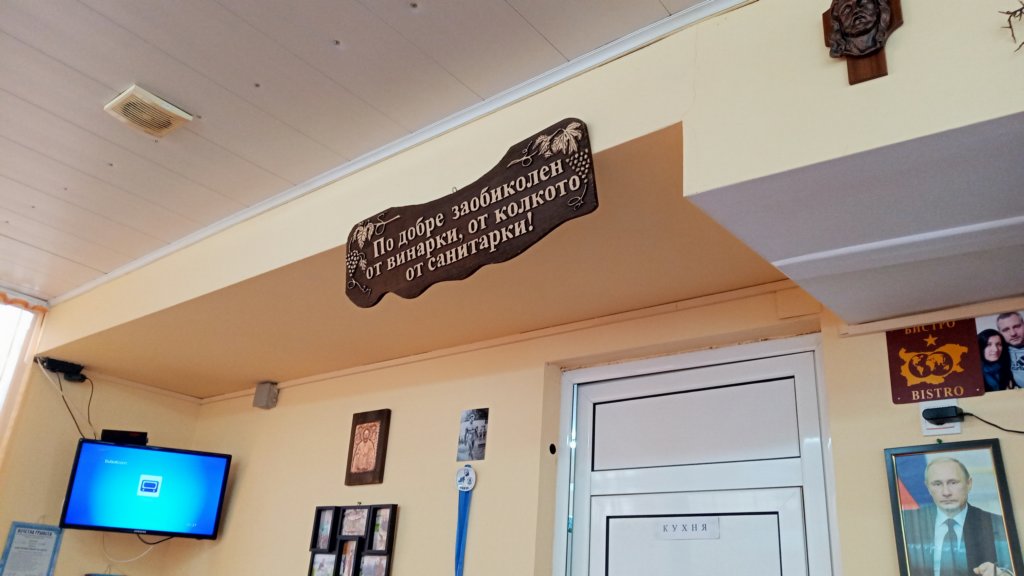 По добре заобиколен
от винарки, от колкото
от санитарки!
БИСТРО
BISTRO
КУХНЯ